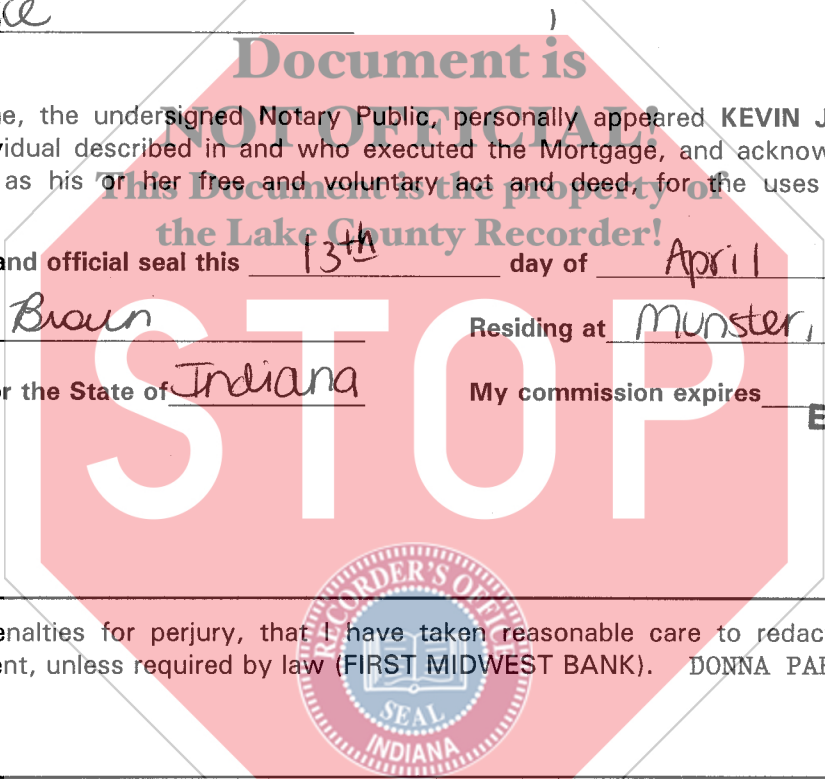 Document is
NOT OFFICIAL!
e, the undersigned Notary Public, personally appeared KEVIN J
vidual described in and who executed the Mortgage, and acknow
as his or her free and voluntary act and deed, for the uses
This Document is the property of
the Lake County Recorder!
and official seal this 13th day of April
Braun Residing at Munster,
r the State of Indiana My commission expires
E
STOP
RECORDER'S OFFICE
enalties for perjury, that I have taken reasonable care to redac
ent, unless required by law (FIRST MIDWEST BANK). DONNA PA
SEAL
INDIANA